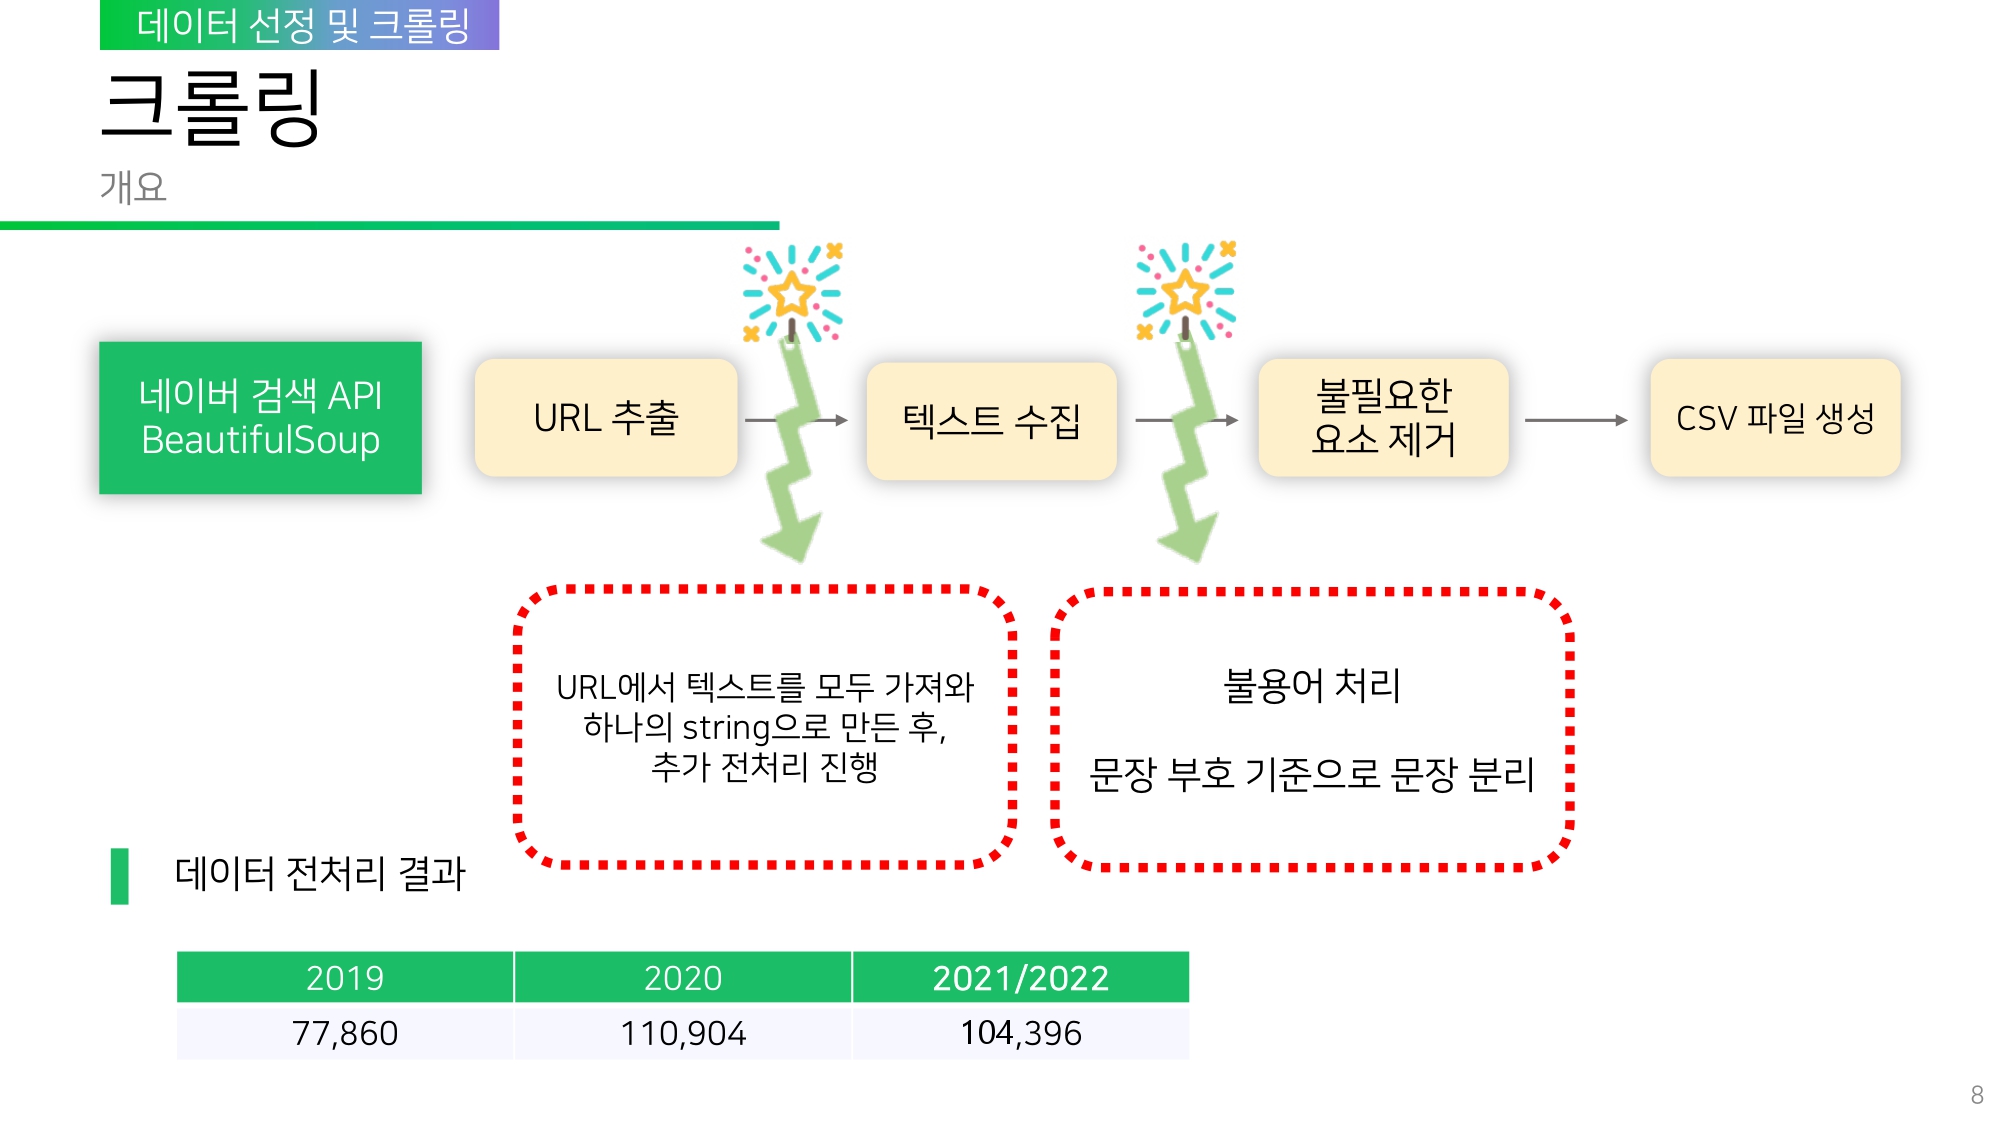 데이터 선정 및 크롤링
크롤링
개요
네이버 검색 API
BeautifulSoup
URL 추출
텍스트 수집
불필요한
요소 제거
CSV 파일 생성
URL에서 텍스트를 모두 가져와
하나의 string으로 만든 후,
추가 전처리 진행
불용어 처리
문장 부호 기준으로 문장 분리
데이터 전처리 결과
2019 2020 2021/2022
77,860 110,904 104,396
8